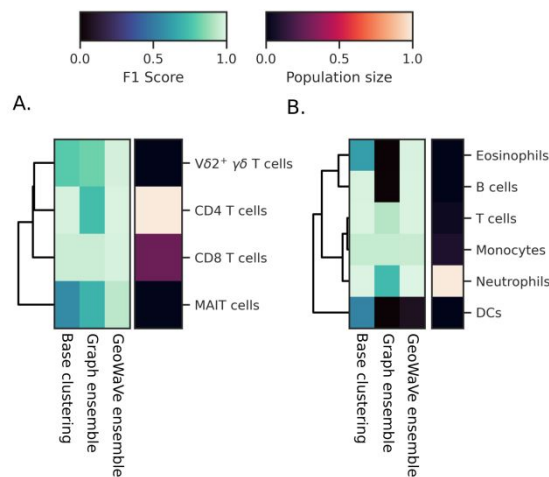 0.0 0.5 1.0 0.0 0.5 1.0
F1 Score Population size
A.
B.
Vδ2⁺ γδ T cells
CD4 T cells
CD8 T cells
MAIT cells
Eosinophils
B cells
T cells
Monocytes
Neutrophils
DCs
Base clustering
Graph ensemble
GeoWaVe ensemble
Base clustering
Graph ensemble
GeoWaVe ensemble